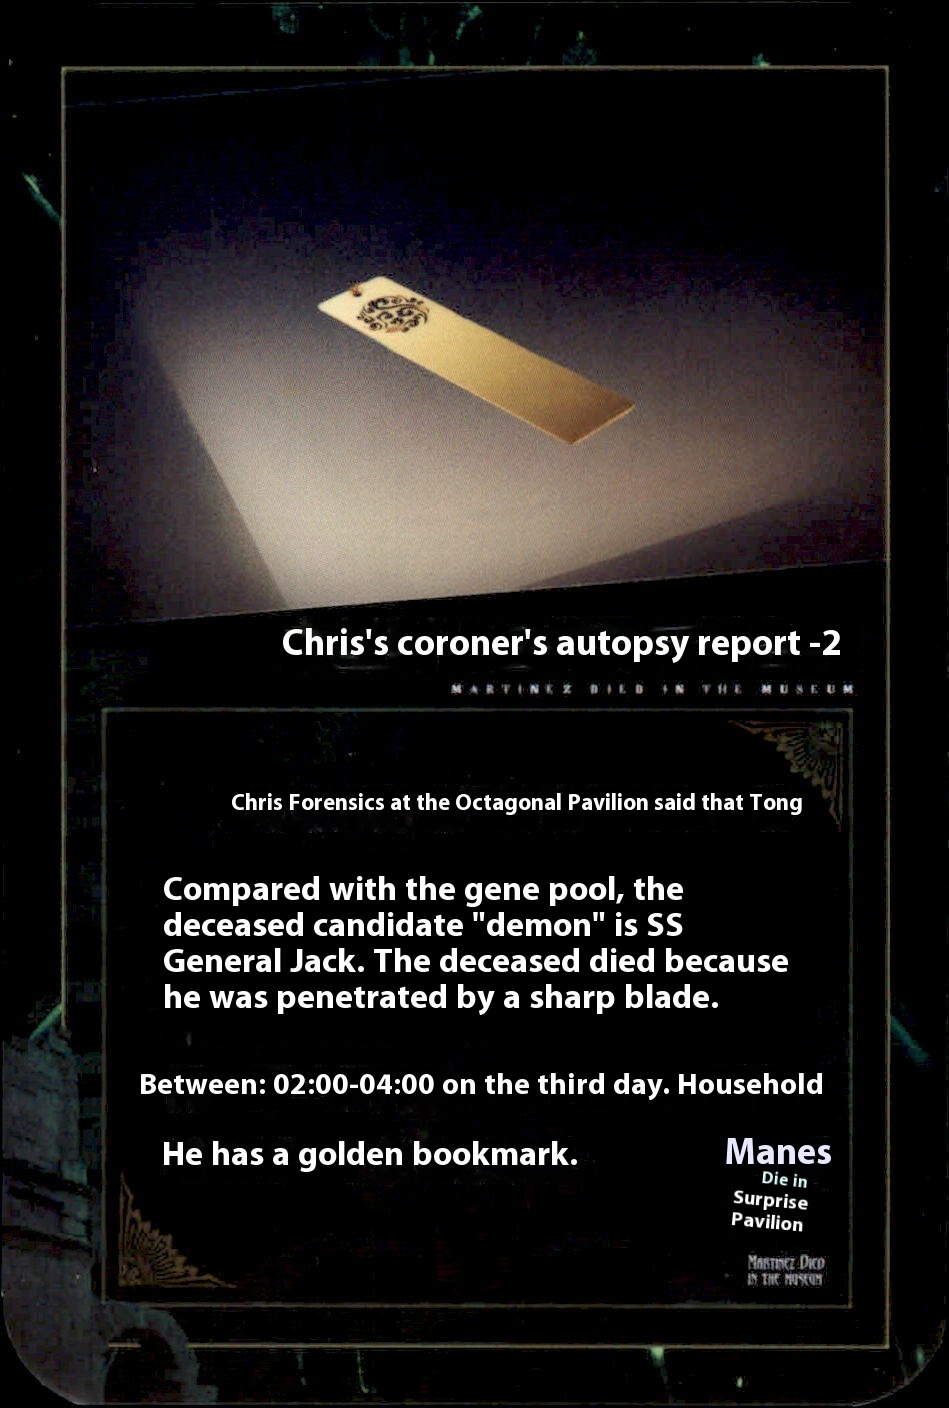 Chris's coroner's autopsy report -2
MARTINEZ DIED IN THE MUSEUM
Chris Forensics at the Octagonal Pavilion said that Tong
Compared with the gene pool, the
deceased candidate "demon" is SS
General Jack. The deceased died because
he was penetrated by a sharp blade.
Between: 02:00-04:00 on the third day. Household
He has a golden bookmark.
Manes
Die in
Surprise
Pavilion
MARTINEZ DIED
IN THE MUSEUM